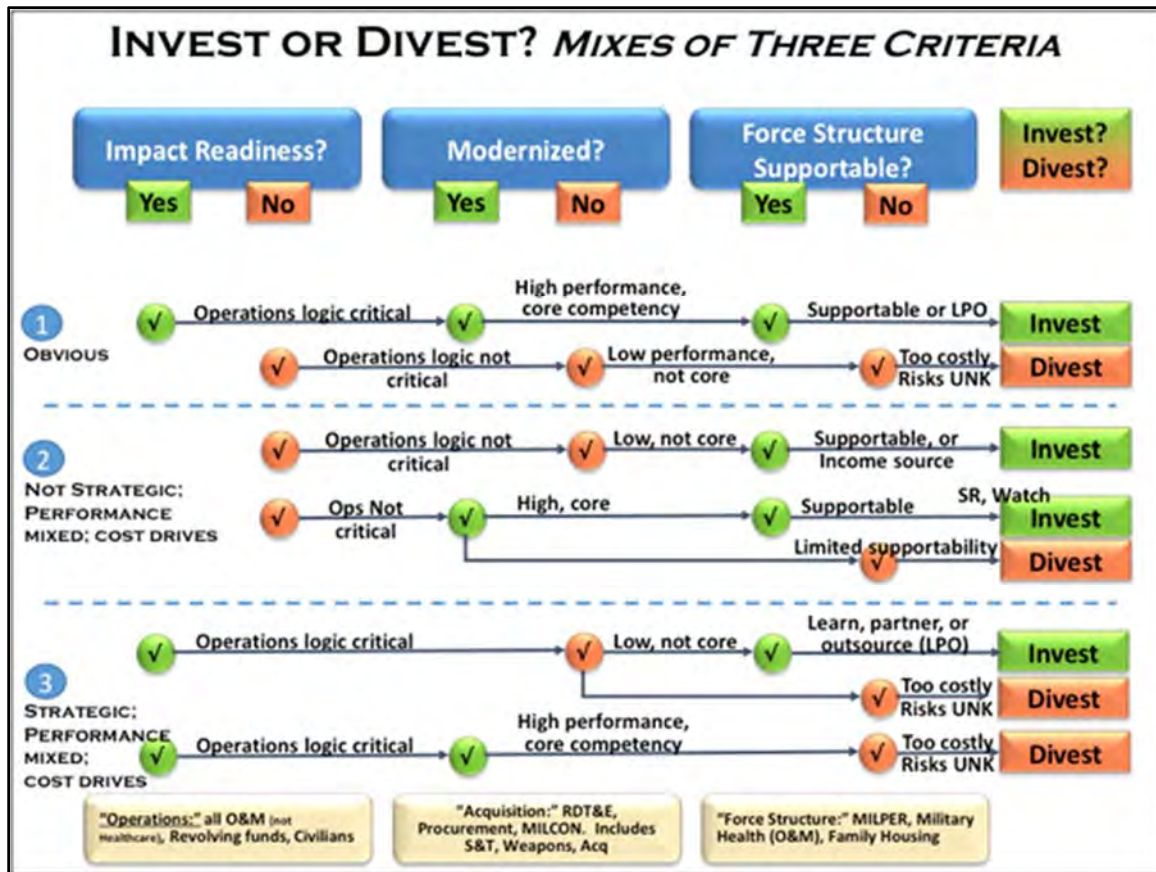 INVEST OR DIVEST? MIXES OF THREE CRITERIA
Impact Readiness?
Yes
No
Modernized?
Yes
No
Force Structure
Supportable?
Yes
No
Invest?
Divest?
1
OBVIOUS
√
Operations logic critical
√
High performance,
core competency
√
Supportable or LPO
Invest
√
Operations logic not
critical
√
Low performance,
not core
√
Too costly
Risks UNK
Divest
2
NOT STRATEGIC;
PERFORMANCE
MIXED; COST DRIVES
√
Operations logic not
critical
√
Low, not core
√
Supportable, or
Income source
Invest
√
Ops Not
critical
√
High, core
√
Supportable
SR, Watch
Invest
Limited supportability
√
Divest
3
STRATEGIC;
PERFORMANCE
MIXED;
COST DRIVES
√
Operations logic critical
√
Low, not core
√
Learn, partner, or
outsource (LPO)
Invest
√
Too costly
Risks UNK
Divest
√
Operations logic critical
√
High performance,
core competency
√
Too costly
Risks UNK
Divest
"Operations:" all O&M (not
Healthcare), Revolving funds, Civilians
"Acquisition:" RDT&E,
Procurement, MILCON. Includes
S&T, Weapons, Acq
"Force Structure:" MILPER, Military
Health (O&M), Family Housing